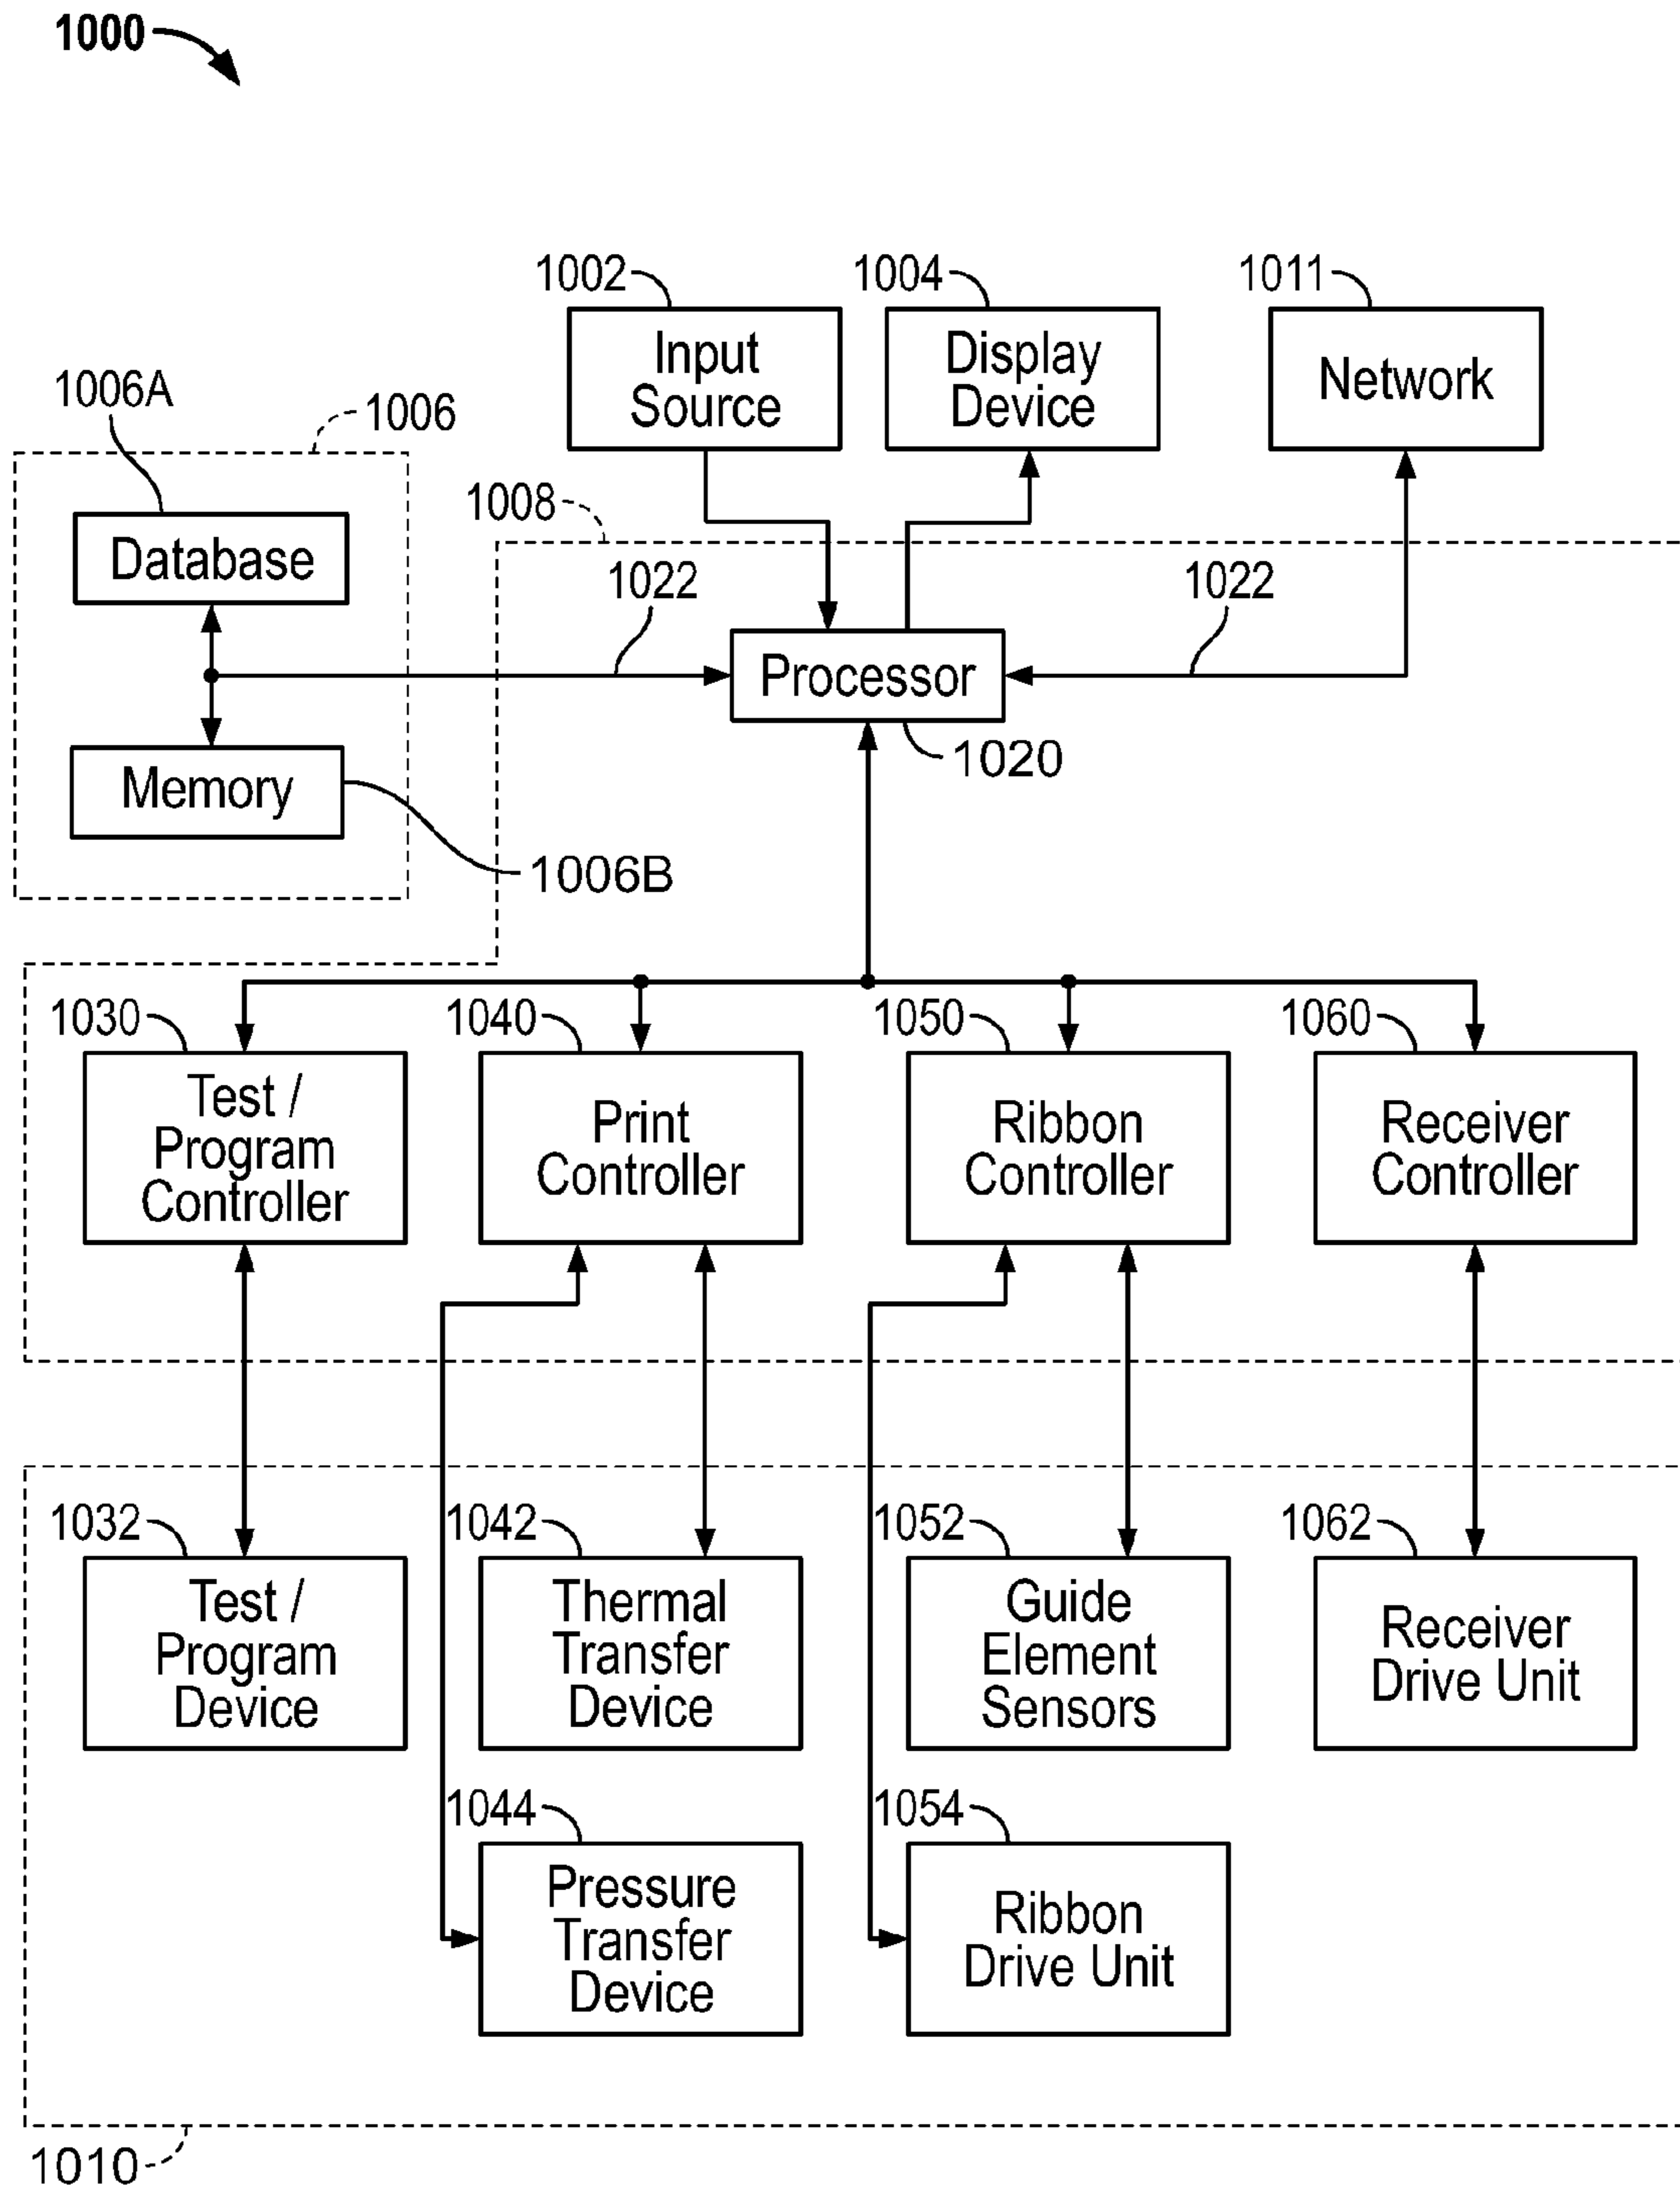 1000
1002
1004
1011
Input
Source
Display
Device
Network
1006A
1006
1008
Database
1022
1022
Processor
1020
Memory
1006B
1030
1040
1050
1060
Test /
Program
Controller
Print
Controller
Ribbon
Controller
Receiver
Controller
1032
1042
1052
1062
Test /
Program
Device
Thermal
Transfer
Device
Guide
Element
Sensors
Receiver
Drive Unit
1044
1054
Pressure
Transfer
Device
Ribbon
Drive Unit
1010